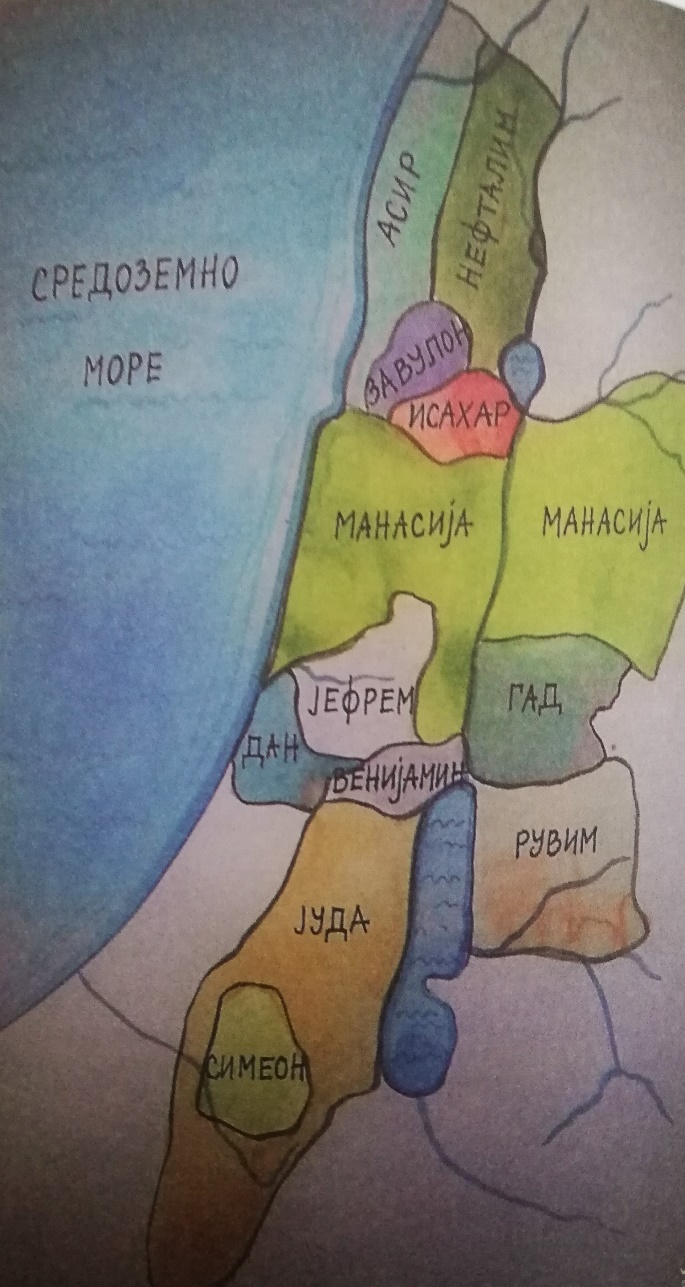 АСИР
НЕФТАЛИМ
СРЕДОЗЕМНО
МОРЕ
ЗАВУЛОН
ИСАХАР
МАНАСИЈА
МАНАСИЈА
ЈЕФРЕМ
ГАД
ДАН
ВЕНИЈАМИН
РУВИМ
ЈУДА
СИМЕОН